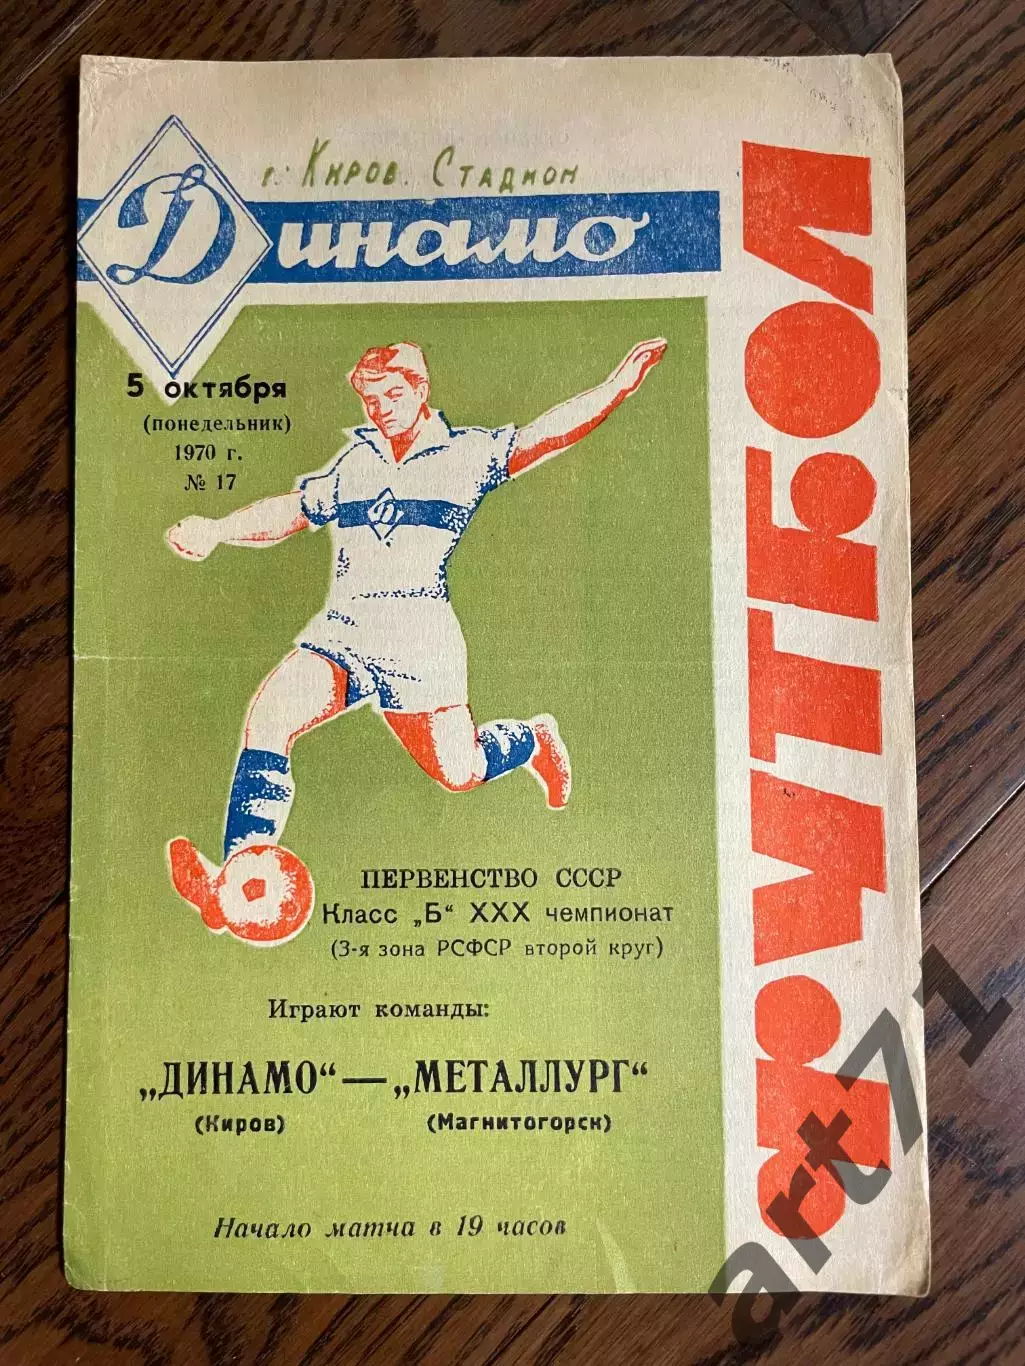 г. Киров. Стадион
Динамо
5 октября
(понедельник)
1970 г.
№ 17
Д
ФУТБОЛ
ПЕРВЕНСТВО СССР
Класс „Б“ XXX чемпионат
(3-я зона РСФСР второй круг)
Играют команды:
„ДИНАМО“ — „МЕТАЛЛУРГ“
(Киров) (Магнитогорск)
Начало матча в 19 часов
art71